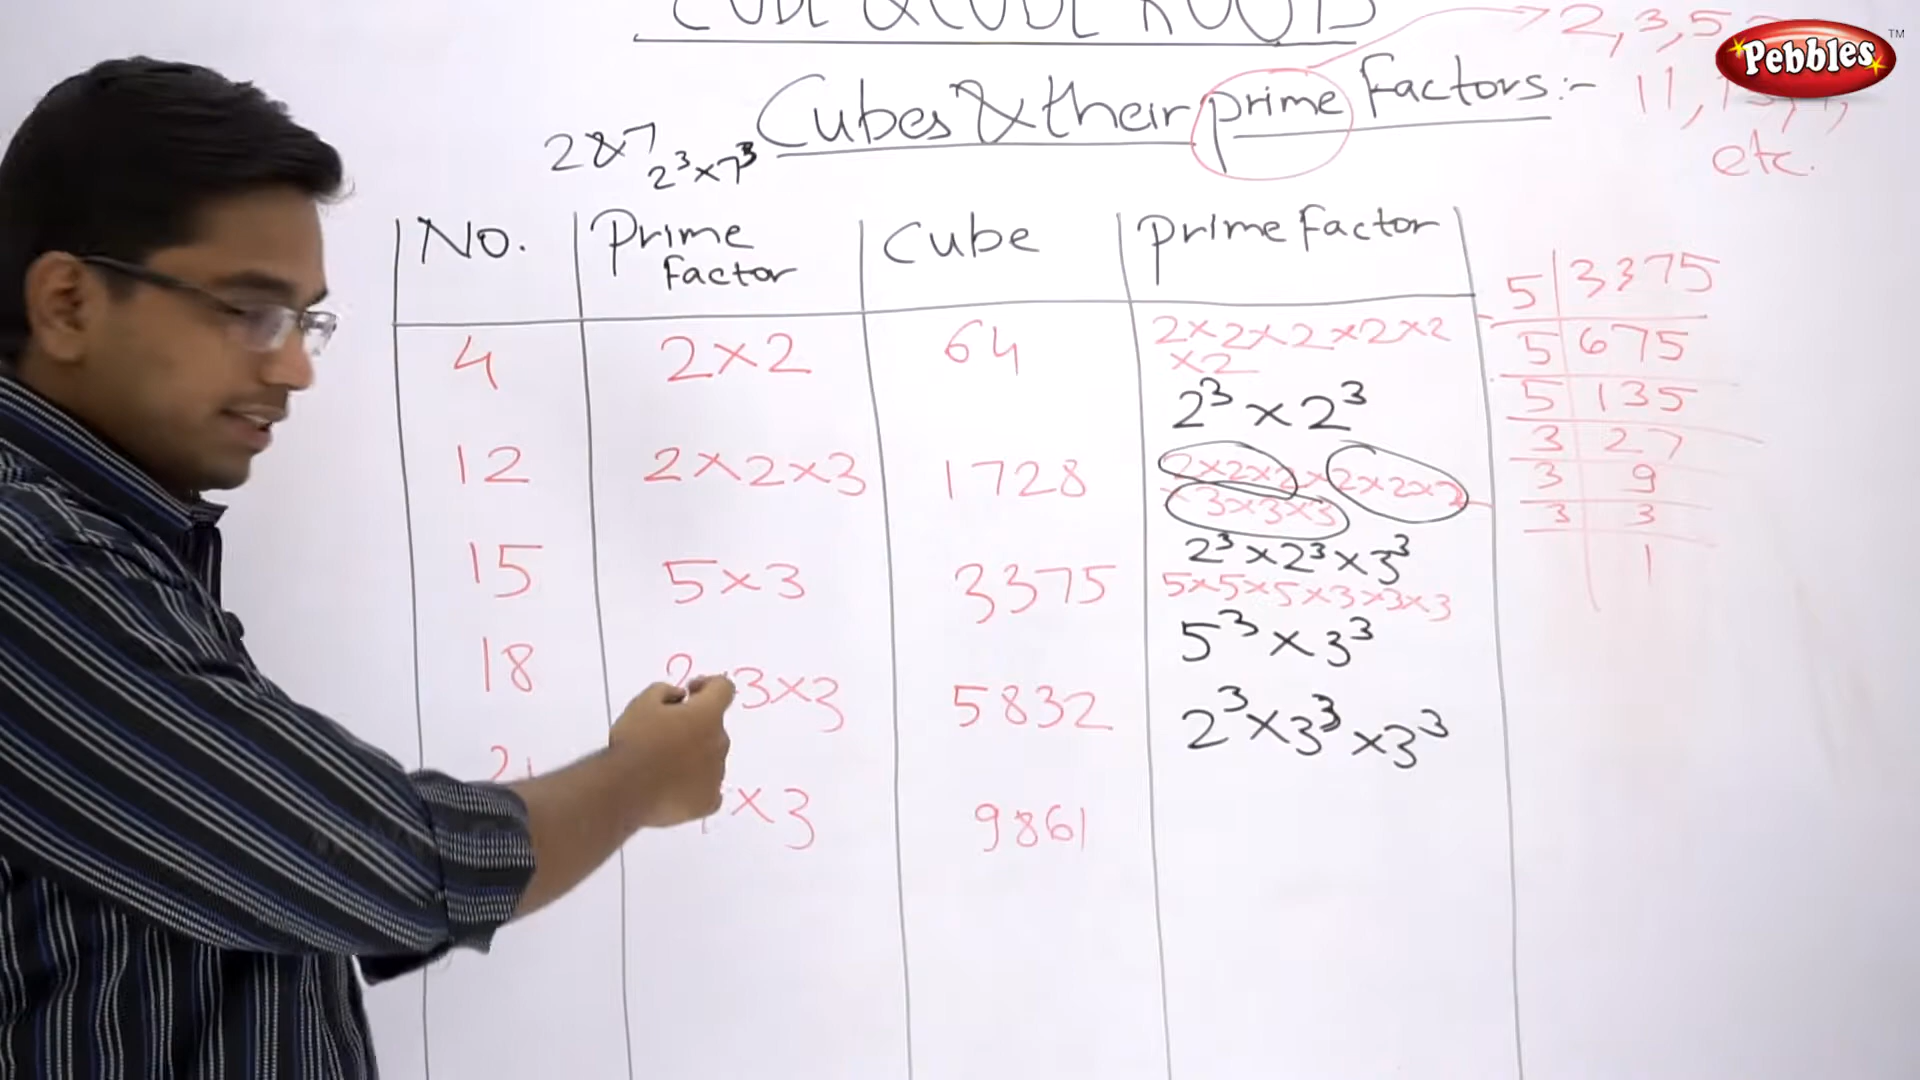 CUBE & CUBE ROOTS
2, 3, 5,
Pebbles TM
Cubes & their prime Factors:-
11,
etc.
2 & 7
2³ × 7³
No. Prime Factor Cube Prime Factor
4 2×2 64 2×2×2×2×2
×2
2³ × 2³
12 2×2×3 1728 2×2×2×2×2×2
3×3×3
2³ × 2³ × 3³
15 5×3 3375 5×5×5×3×3×3
5³ × 3³
18 3×3 5832 2³ × 3³ × 3³
×3 9861
5 3375
5 675
5 135
3 27
3 9
3 3
1